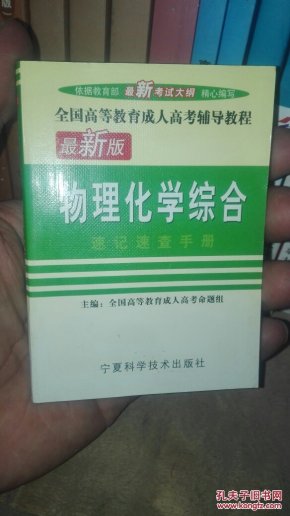 依据教育部 最新考试大纲 精心编写
全国高等教育成人高考辅导教程
最新版
物理化学综合
速记速查手册
主编：全国高等教育成人高考命题组
宁夏科学技术出版社
孔夫子旧书网